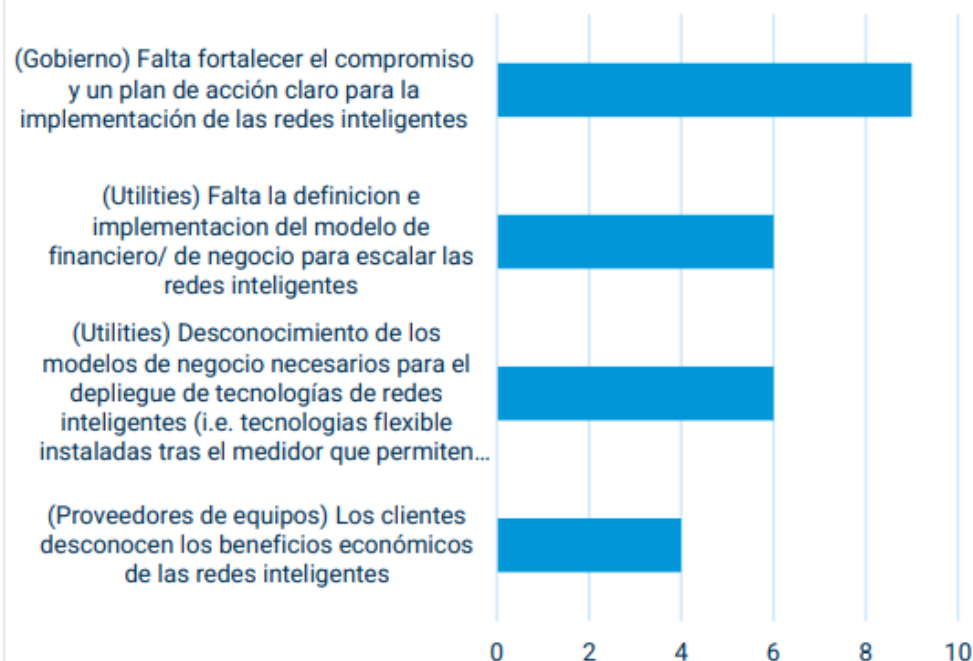 (Gobierno) Falta fortalecer el compromiso
y un plan de acción claro para la
implementación de las redes inteligentes
(Utilities) Falta la definicion e
implementacion del modelo de
financiero/ de negocio para escalar las
redes inteligentes
(Utilities) Desconocimiento de los
modelos de negocio necesarios para el
depliegue de tecnologías de redes
inteligentes (i.e. tecnologias flexible
instaladas tras el medidor que permiten...
(Proveedores de equipos) Los clientes
desconocen los beneficios económicos
de las redes inteligentes
0 2 4 6 8 10